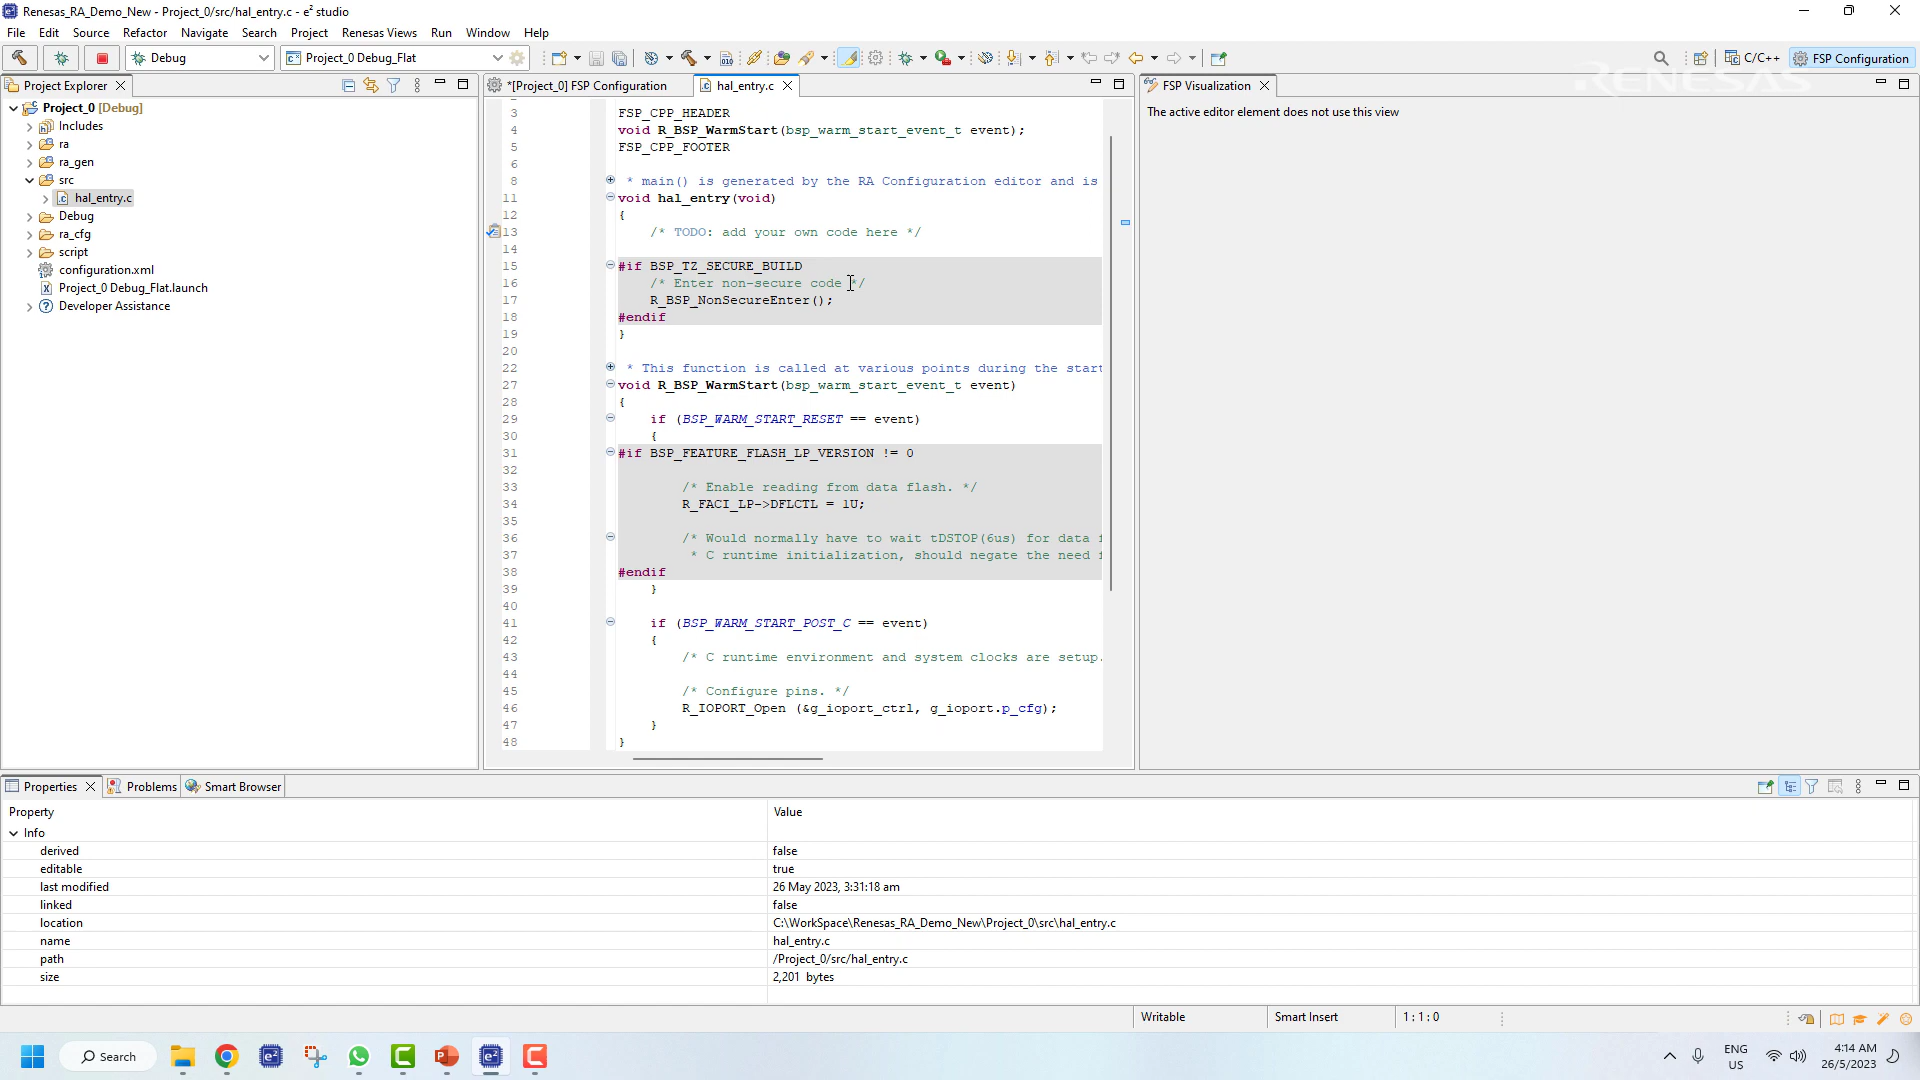 Renesas_RA_Demo_New - Project_0/src/hal_entry.c - e² studio
File Edit Source Refactor Navigate Search Project Renesas Views Run Window Help
Debug
Project_0 Debug_Flat
C/C++
FSP Configuration
RENESAS
Project Explorer
Project_0 [Debug]
Includes
ra
ra_gen
src
hal_entry.c
Debug
ra_cfg
script
configuration.xml
Project_0 Debug_Flat.launch
Developer Assistance
*[Project_0] FSP Configuration
hal_entry.c
3 FSP_CPP_HEADER
4 void R_BSP_WarmStart(bsp_warm_start_event_t event);
5 FSP_CPP_FOOTER
6
8 * main() is generated by the RA Configuration editor and is
11 void hal_entry(void)
12 {
13 /* TODO: add your own code here */
14
15 #if BSP_TZ_SECURE_BUILD
16 /* Enter non-secure code */
17 R_BSP_NonSecureEnter();
18 #endif
19 }
20
22 * This function is called at various points during the start
27 void R_BSP_WarmStart(bsp_warm_start_event_t event)
28 {
29 if (BSP_WARM_START_RESET == event)
30 {
31 #if BSP_FEATURE_FLASH_LP_VERSION != 0
32
33 /* Enable reading from data flash. */
34 R_FACI_LP->DFLCTL = 1U;
35
36 /* Would normally have to wait tDSTOP(6us) for data f
37 * C runtime initialization, should negate the need f
38 #endif
39 }
40
41 if (BSP_WARM_START_POST_C == event)
42 {
43 /* C runtime environment and system clocks are setup.
44
45 /* Configure pins. */
46 R_IOPORT_Open (&g_ioport_ctrl, g_ioport.p_cfg);
47 }
48 }
FSP Visualization
The active editor element does not use this view
Properties
Problems
Smart Browser
Property Value
Info
derived false
editable true
last modified 26 May 2023, 3:31:18 am
linked false
location C:\WorkSpace\Renesas_RA_Demo_New\Project_0\src\hal_entry.c
name hal_entry.c
path /Project_0/src/hal_entry.c
size 2,201 bytes
Writable
Smart Insert
1 : 1 : 0
Search
ENG
US
4:14 AM
26/5/2023